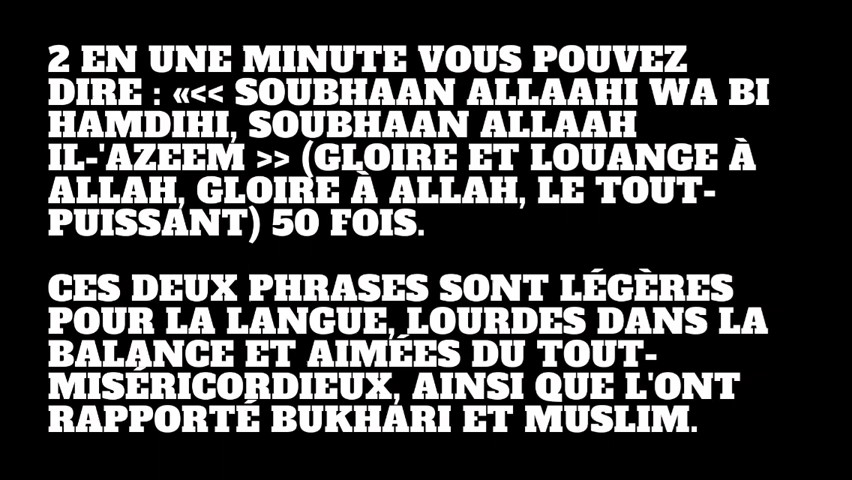 2 EN UNE MINUTE VOUS POUVEZ
DIRE : «<< SOUBHAAN ALLAAHI WA BI
HAMDIHI, SOUBHAAN ALLAAH
IL-'AZEEM >> (GLOIRE ET LOUANGE À
ALLAH, GLOIRE À ALLAH, LE TOUT-
PUISSANT) 50 FOIS.
CES DEUX PHRASES SONT LÉGÈRES
POUR LA LANGUE, LOURDES DANS LA
BALANCE ET AIMÉES DU TOUT-
MISÉRICORDIEUX, AINSI QUE L'ONT
RAPPORTÉ BUKHARI ET MUSLIM.